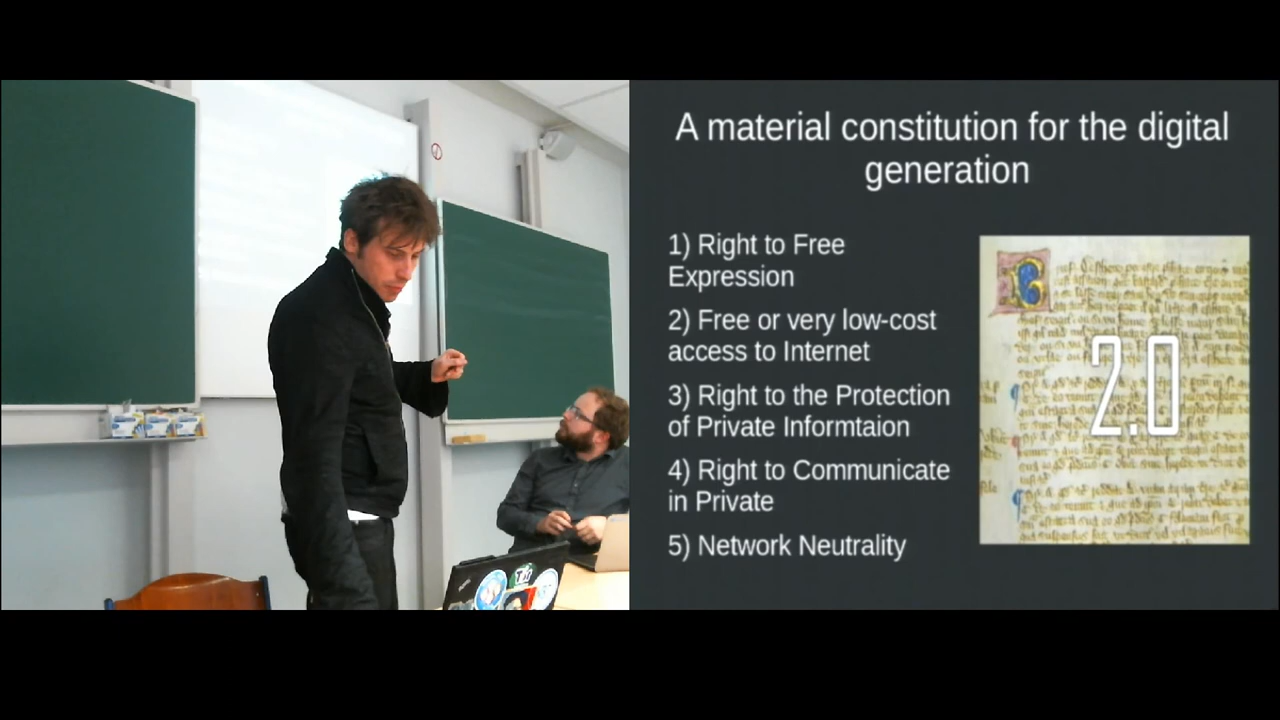 A material constitution for the digital
generation
1) Right to Free
Expression
2) Free or very low-cost
access to Internet
3) Right to the Protection
of Private Informtaion
4) Right to Communicate
in Private
5) Network Neutrality
2.0